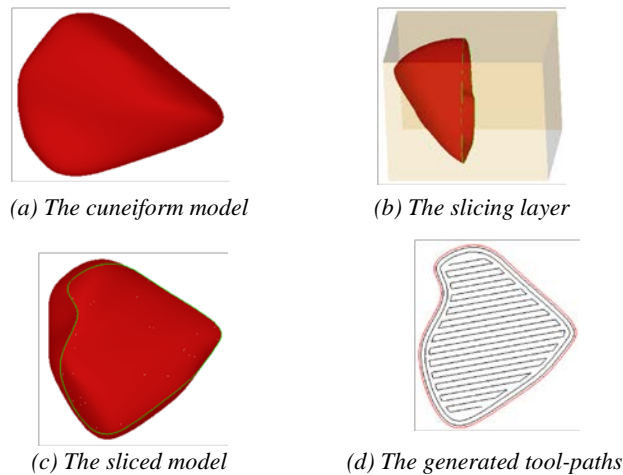 (a) The cuneiform model
(b) The slicing layer
(c) The sliced model
(d) The generated tool-paths